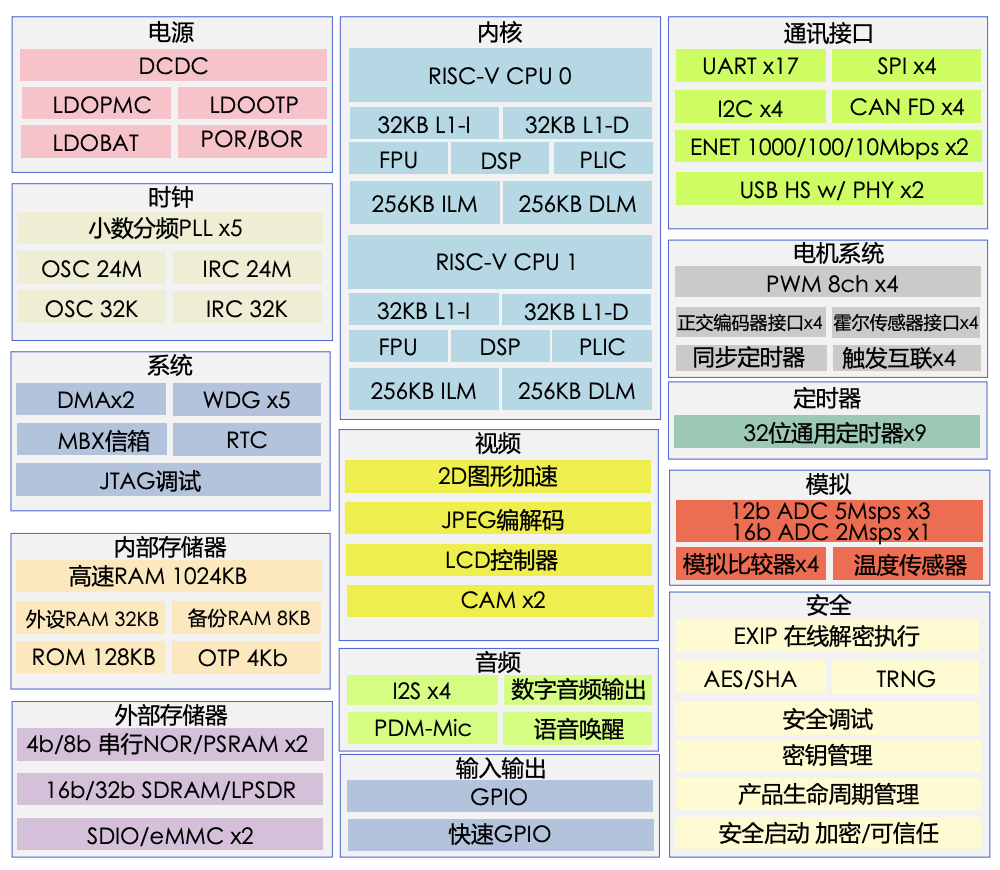 电源
DCDC
LDOPMC
LDOOTP
LDOBAT
POR/BOR
时钟
小数分频PLL x5
OSC 24M
IRC 24M
OSC 32K
IRC 32K
系统
DMAx2
WDG x5
MBX信箱
RTC
JTAG调试
内部存储器
高速RAM 1024KB
外设RAM 32KB
备份RAM 8KB
ROM 128KB
OTP 4Kb
外部存储器
4b/8b 串行NOR/PSRAM x2
16b/32b SDRAM/LPSDR
SDIO/eMMC x2
内核
RISC-V CPU 0
32KB L1-I
32KB L1-D
FPU
DSP
PLIC
256KB ILM
256KB DLM
RISC-V CPU 1
32KB L1-I
32KB L1-D
FPU
DSP
PLIC
256KB ILM
256KB DLM
视频
2D图形加速
JPEG编解码
LCD控制器
CAM x2
音频
I2S x4
数字音频输出
PDM-Mic
语音唤醒
输入输出
GPIO
快速GPIO
通讯接口
UART x17
SPI x4
I2C x4
CAN FD x4
ENET 1000/100/10Mbps x2
USB HS w/ PHY x2
电机系统
PWM 8ch x4
正交编码器接口x4
霍尔传感器接口x4
同步定时器
触发互联x4
定时器
32位通用定时器x9
模拟
12b ADC 5Msps x3
16b ADC 2Msps x1
模拟比较器x4
温度传感器
安全
EXIP 在线解密执行
AES/SHA
TRNG
安全调试
密钥管理
产品生命周期管理
安全启动 加密/可信任